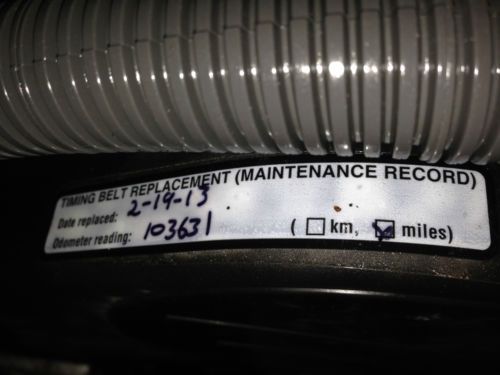 TIMING BELT REPLACEMENT (MAINTENANCE RECORD)
Date replaced: 2-19-13
Odometer reading: 103631 ( km, miles)